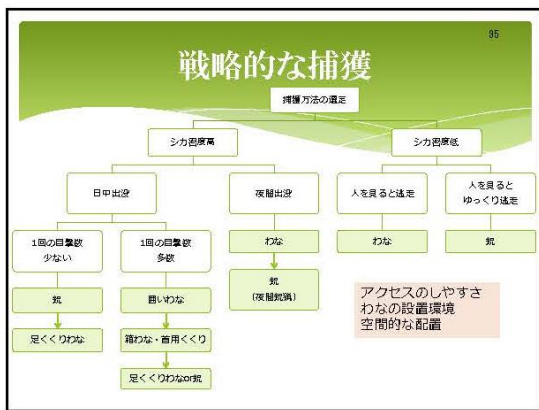 95
戦略的な捕獲
捕獲方法の選定
シカ密度高
シカ密度低
日中出没
夜間出没
人を見ると逃走
人を見ると
ゆっくり逃走
1回の目撃数
少ない
1回の目撃数
多数
わな
わな
銃
銃
囲いわな
銃
(夜間銃猟)
足くくりわな
箱わな・首用くくり
足くくりわなor銃
アクセスのしやすさ
わなの設置環境
空間的な配置